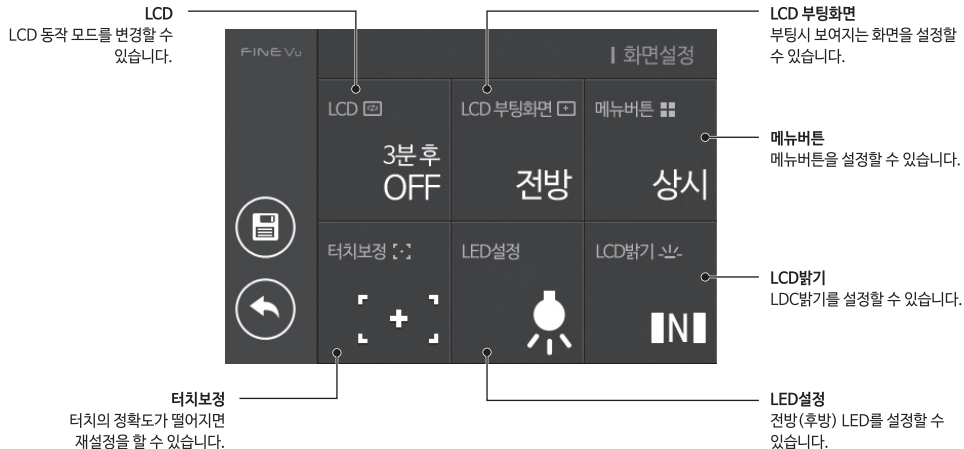 LCD
LCD 동작 모드를 변경할 수
있습니다.
LCD 부팅화면
부팅시 보여지는 화면을 설정할
수 있습니다.
FINEVu
화면설정
LCD
LCD 부팅화면
메뉴버튼
3분 후
OFF
전방
상시
메뉴버튼
메뉴버튼을 설정할 수 있습니다.
터치보정
LED설정
LCD밝기
N
LCD밝기
LDC밝기를 설정할 수 있습니다.
터치보정
터치의 정확도가 떨어지면
재설정을 할 수 있습니다.
LED설정
전방(후방) LED를 설정할 수
있습니다.